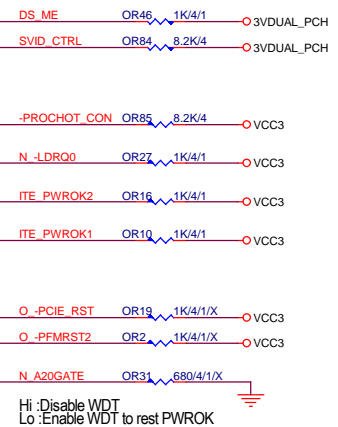 DS_ME OR46 1K/4/1 3VDUAL_PCH
SVID_CTRL OR84 8.2K/4 3VDUAL_PCH
-PROCHOT_CON OR85 8.2K/4 VCC3
N_-LDRQ0 OR27 1K/4/1 VCC3
ITE_PWROK2 OR16 1K/4/1 VCC3
ITE_PWROK1 OR10 1K/4/1 VCC3
O_-PCIE_RST OR19 1K/4/1/X VCC3
O_-PFMRST2 OR2 1K/4/1/X VCC3
N_A20GATE OR31 680/4/1/X
Hi :Disable WDT
Lo :Enable WDT to rest PWROK